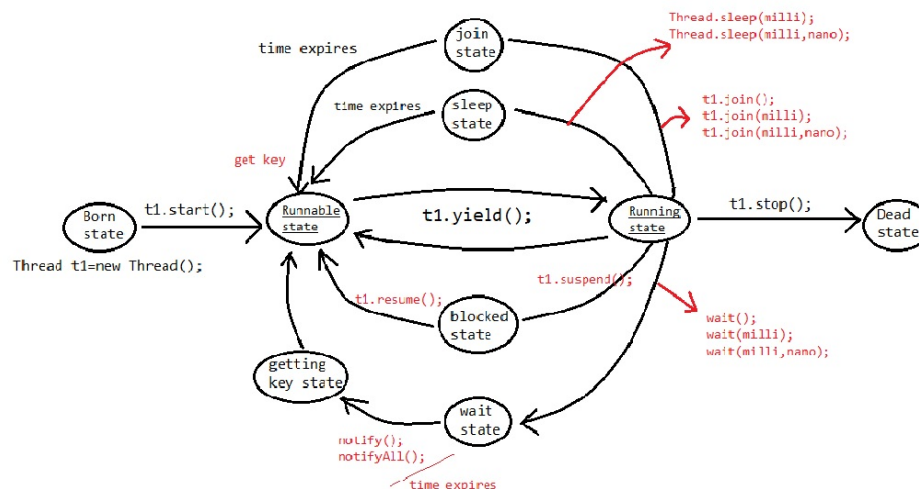 join
state
time expires
Thread.sleep(milli);
Thread.sleep(milli,nano);
time expires
sleep
state
t1.join();
t1.join(milli);
t1.join(milli,nano);
get key
Born
state
t1.start();
Runnable
state
t1.yield();
Running
state
t1.stop();
Dead
state
Thread t1=new Thread();
t1.suspend();
t1.resume();
blocked
state
wait();
wait(milli);
wait(milli,nano);
getting
key state
wait
state
notify();
notifyAll();
time expires